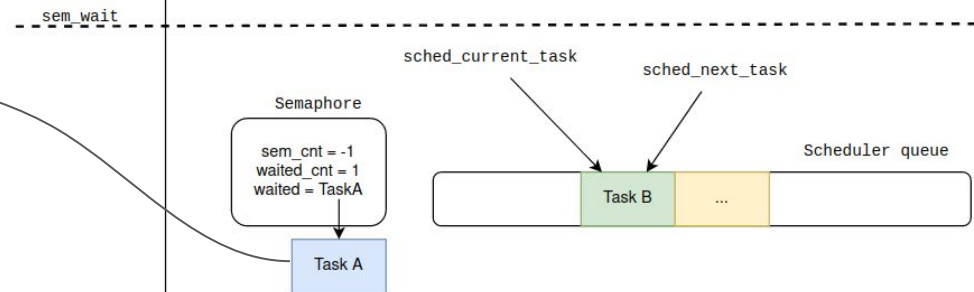 sem_wait
sched_current_task
sched_next_task
Semaphore
sem_cnt = -1
waited_cnt = 1
waited = TaskA
Scheduler queue
Task B
...
Task A